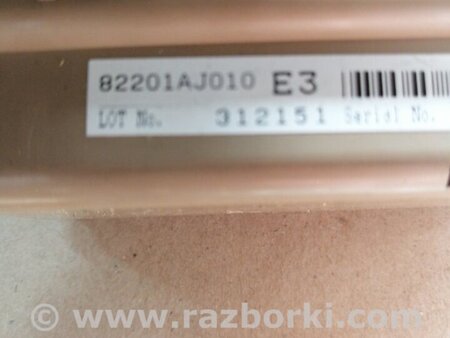 82201AJ010 E3
LOT No. 312151 Serial No.
www.razborki.com